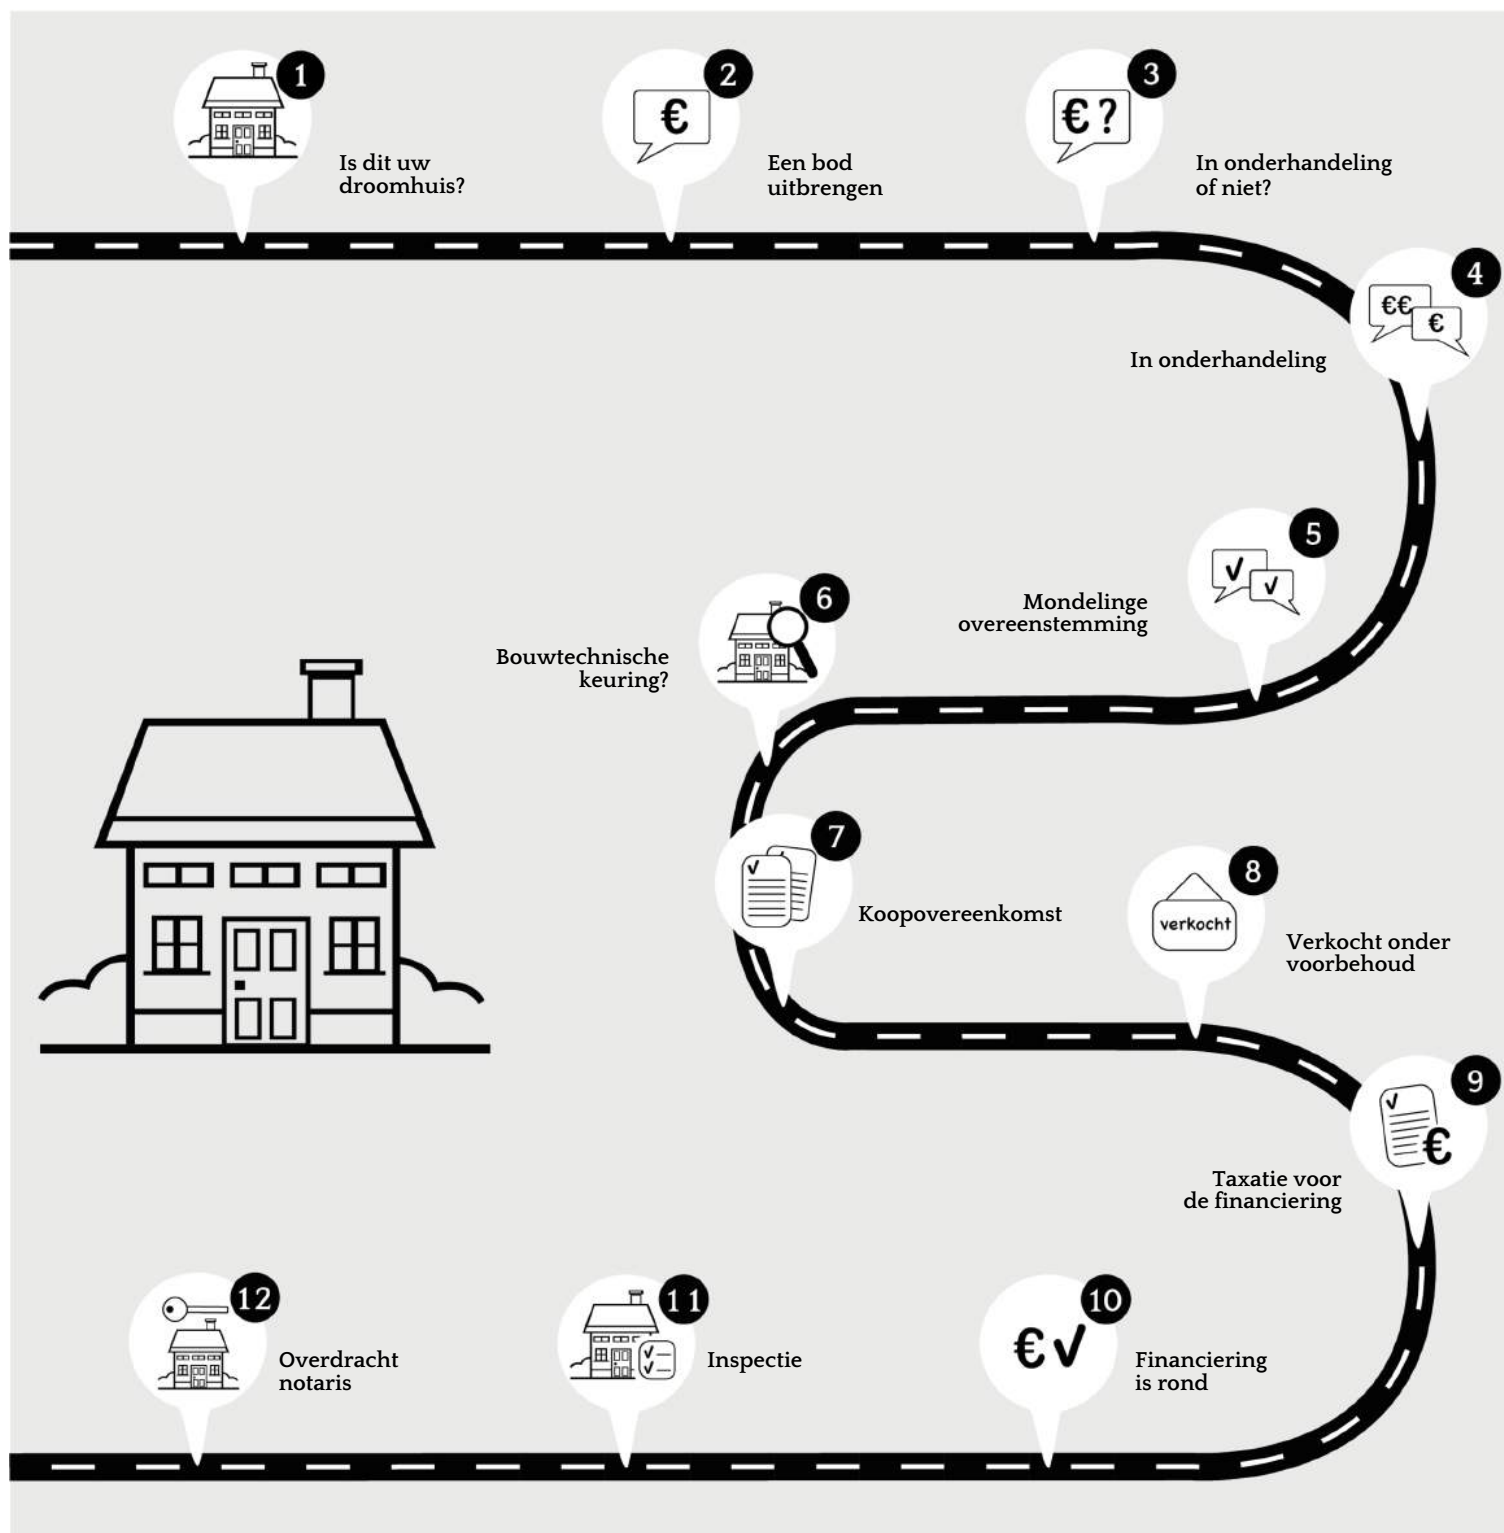 1
Is dit uw
droomhuis?
€
2
Een bod
uitbrengen
€ ?
3
In onderhandeling
of niet?
€€
€
4
In onderhandeling
5
Mondelinge
overeenstemming
6
Bouwtechnische
keuring?
7
Koopovereenkomst
verkocht
8
Verkocht onder
voorbehoud
€
9
Taxatie voor
de financiering
€
10
Financiering
is rond
11
Inspectie
12
Overdracht
notaris